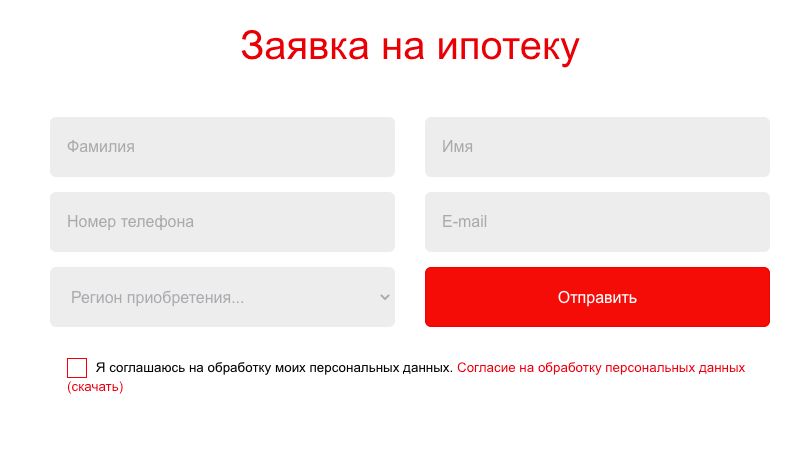 Заявка на ипотеку
Фамилия
Имя
Номер телефона
E-mail
Регион приобретения...
Отправить
Я соглашаюсь на обработку моих персональных данных. Согласие на обработку персональных данных
(скачать)